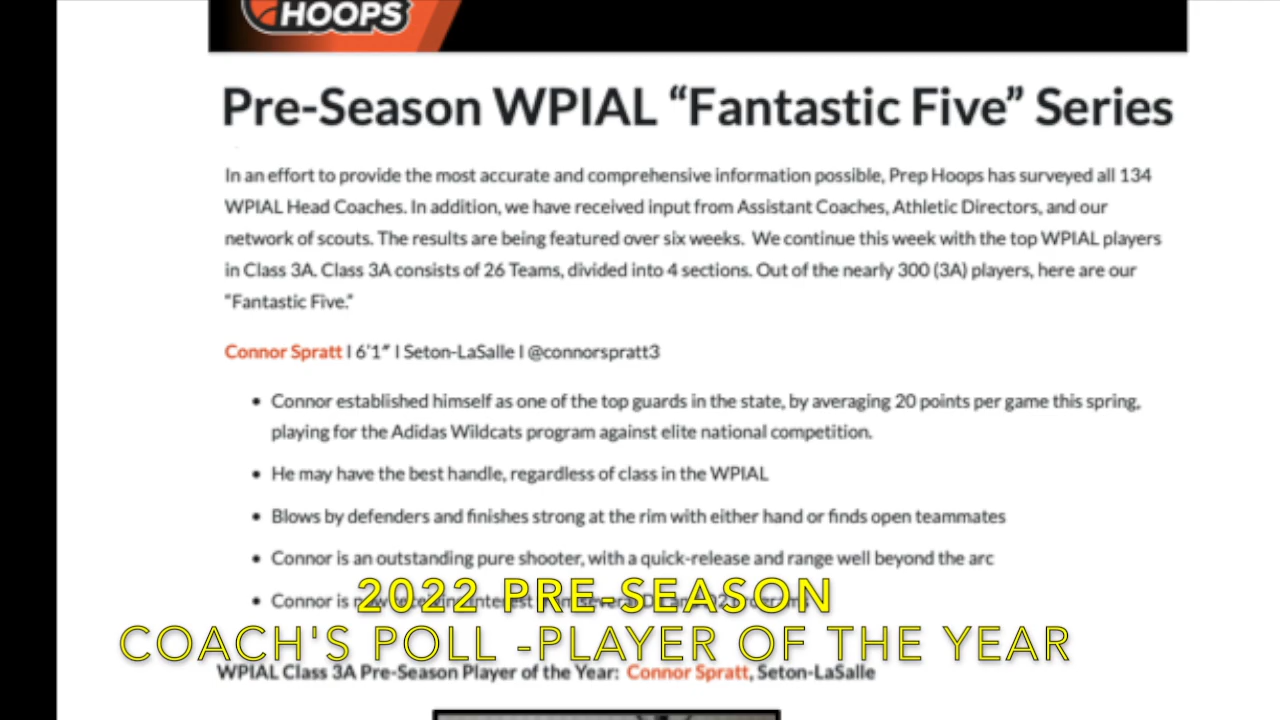 HOOPS
Pre-Season WPIAL “Fantastic Five” Series
In an effort to provide the most accurate and comprehensive information possible, Prep Hoops has surveyed all 134
WPIAL Head Coaches. In addition, we have received input from Assistant Coaches, Athletic Directors, and our
network of scouts. The results are being featured over six weeks.  We continue this week with the top WPIAL players
in Class 3A. Class 3A consists of 26 Teams, divided into 4 sections. Out of the nearly 300 (3A) players, here are our
“Fantastic Five.”
Connor Spratt I 6’1″ I Seton-LaSalle I @connorspratt3
• Connor established himself as one of the top guards in the state, by averaging 20 points per game this spring,
playing for the Adidas Wildcats program against elite national competition.
• He may have the best handle, regardless of class in the WPIAL
• Blows by defenders and finishes strong at the rim with either hand or finds open teammates
• Connor is an outstanding pure shooter, with a quick-release and range well beyond the arc
• Connor is now receiving interest
2022 PRE-SEASON
COACH'S POLL -PLAYER OF THE YEAR
WPIAL Class 3A Pre-Season Player of the Year: Connor Spratt, Seton-LaSalle